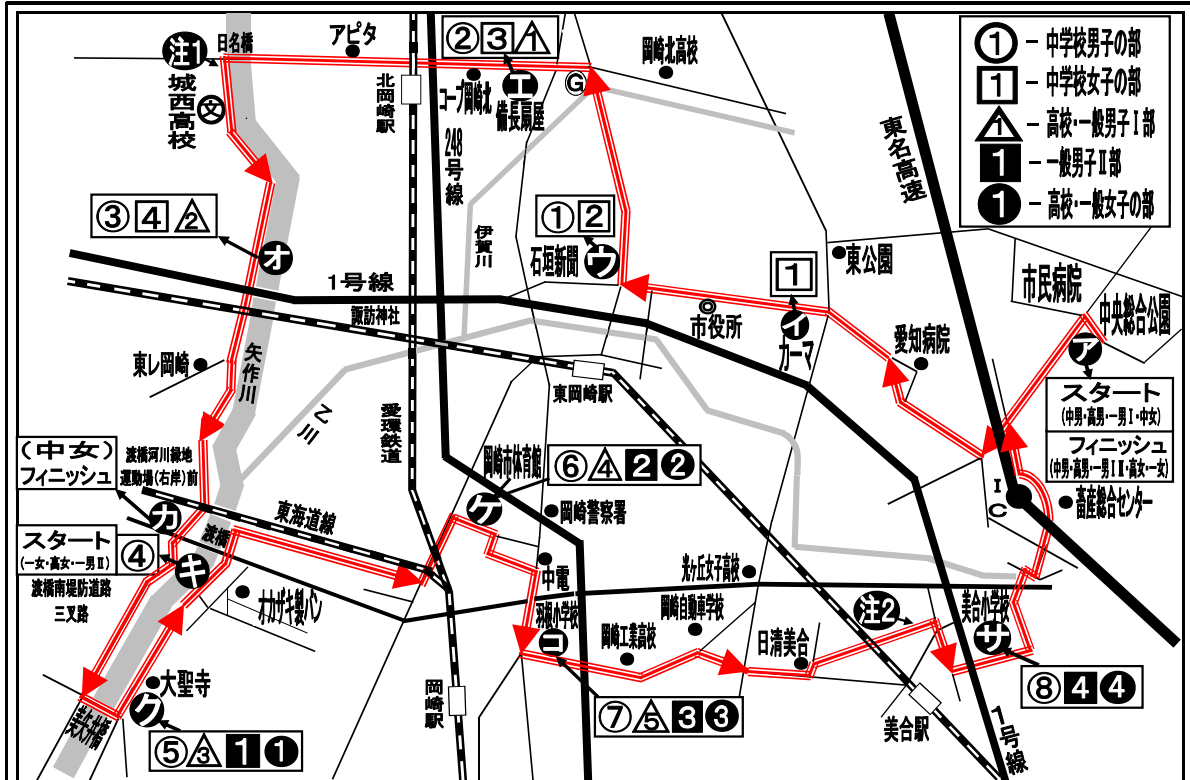 注1
日名橋
アピタ
②3△1
エ
岡崎北高校
城西高校
文
北岡崎駅
コープ岡崎北
備長扇屋
G
248号線
東名高速
① － 中学校男子の部
1 － 中学校女子の部
△1 － 高校・一般男子Ⅰ部
1 － 一般男子Ⅱ部
❶ － 高校・一般女子の部
③4△2
オ
伊賀川
①2
石垣新聞
ウ
1
東公園
市民病院
中央総合公園
1号線
諏訪神社
市役所
イ
カーマ
愛知病院
ア
スタート
(中男・高男・一男Ⅰ・中女)
フィニッシュ
(中男・高男・一男ⅠⅡ・高女・一女)
東レ岡崎
矢作川
乙川
愛環鉄道
東岡崎駅
(中女)
フィニッシュ
渡橋河川緑地
運動場(右岸)前
カ
東海道線
岡崎市体育館
⑥△422
ケ
岡崎警察署
IC
畜産総合センター
スタート
(一女・高女・一男Ⅱ)
④
キ
渡橋
渡橋南堤防道路
三叉路
オカザキ製パン
中電
羽根小学校
コ
光ヶ丘女子高校
岡崎自動車学校
岡崎工業高校
注2
日清美合
美合小学校
サ
大聖寺
ク
美矢井橋
岡崎駅
⑤△311
⑦△533
⑧44
美合駅
1号線